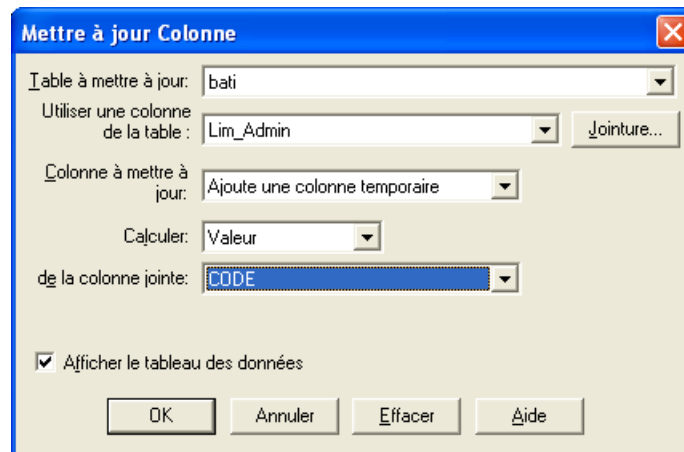 Mettre à jour Colonne
Table à mettre à jour: bati
Utiliser une colonne
de la table : Lim_Admin Jointure...
Colonne à mettre à
jour: Ajoute une colonne temporaire
Calculer: Valeur
de la colonne jointe: CODE
Afficher le tableau des données
OK Annuler Effacer Aide